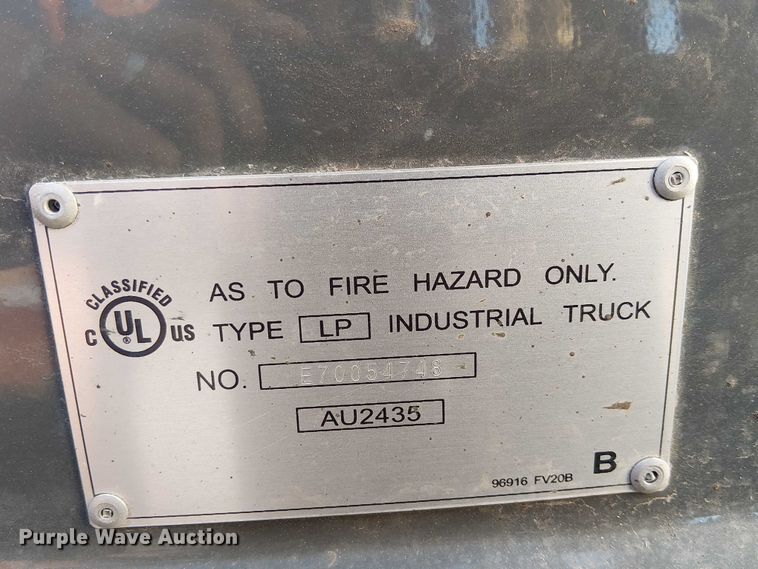 CLASSIFIED
C UL US
®
AS TO FIRE HAZARD ONLY.
TYPE LP INDUSTRIAL TRUCK
NO. E70054748
AU2435
96916 FV20B
B
Purple Wave Auction